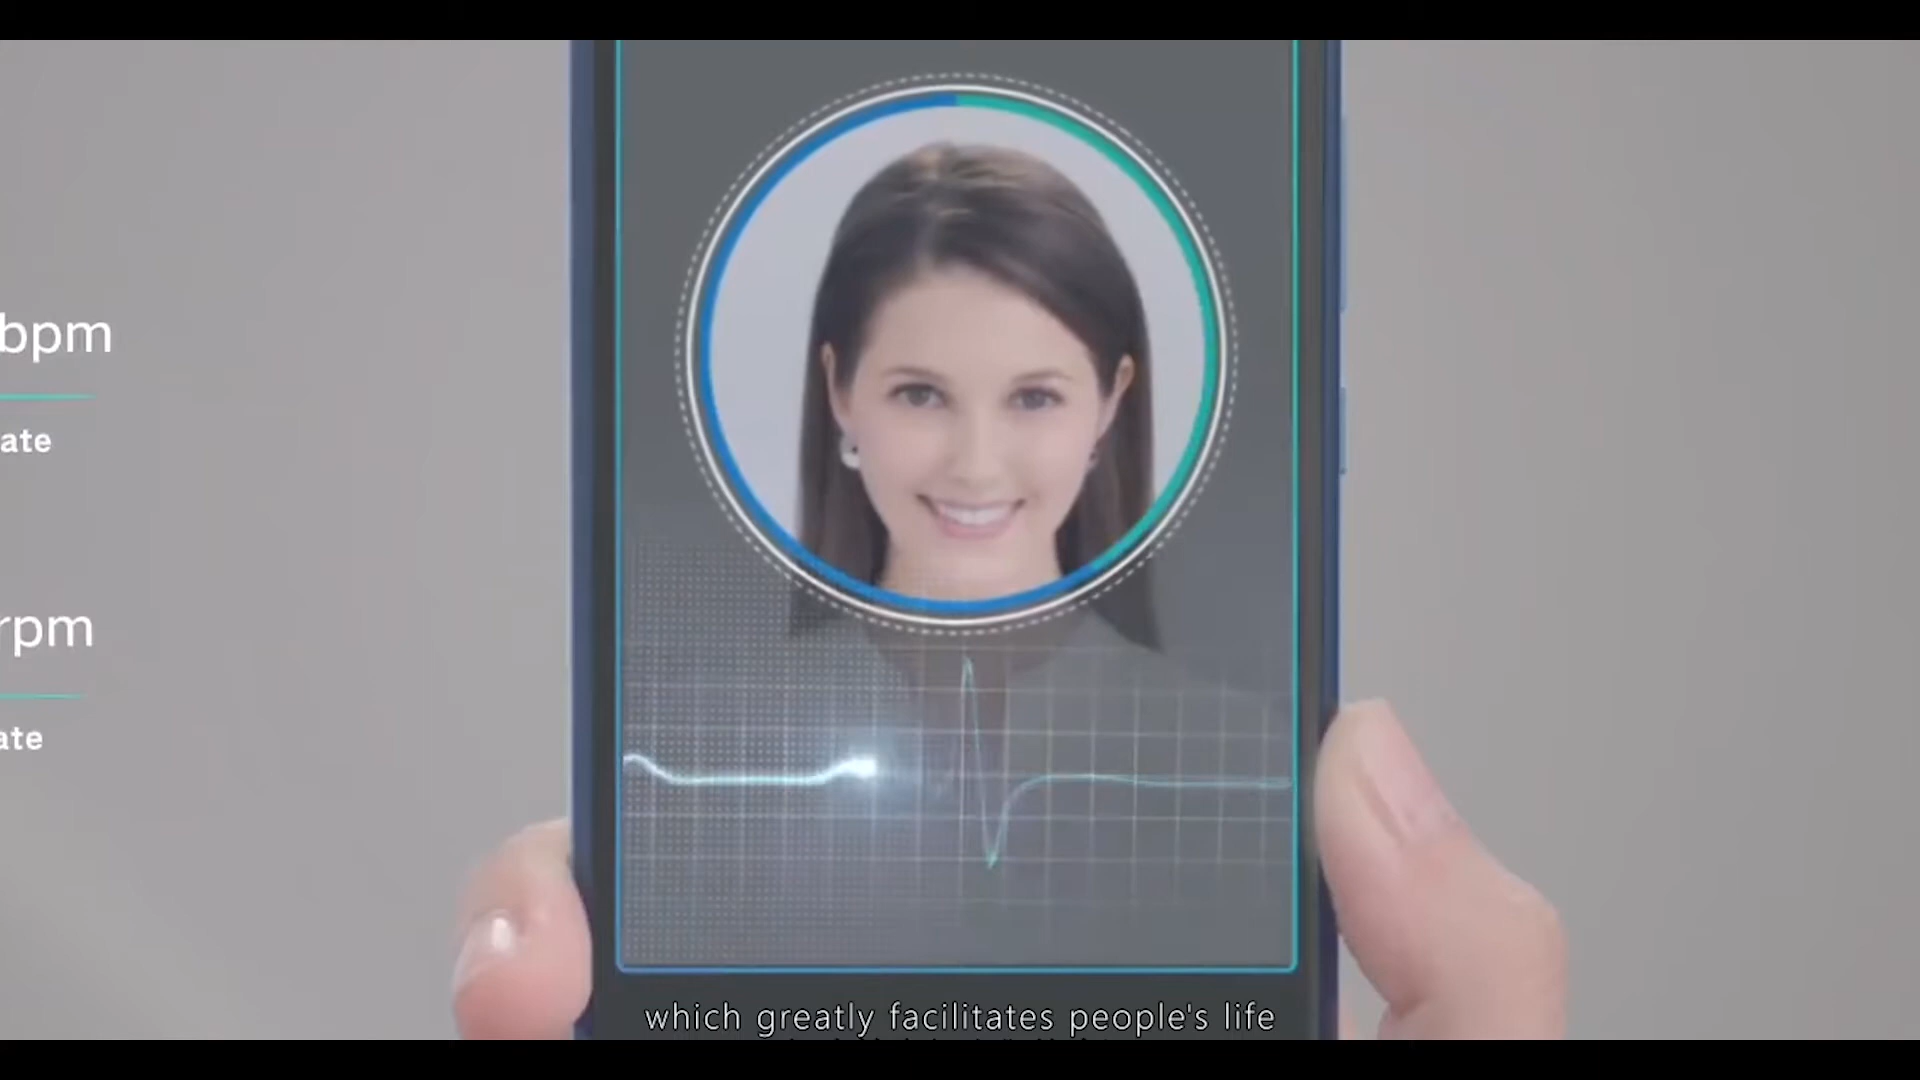 bpm
ate
rpm
ate
which greatly facilitates people's life